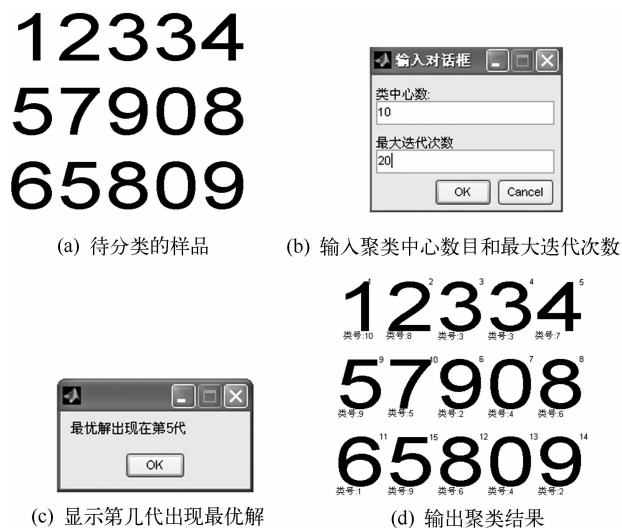 12334
57908
65809
(a) 待分类的样品
输入对话框
类中心数:
10
最大迭代次数
20
OK Cancel
(b) 输入聚类中心数目和最大迭代次数
最优解出现在第5代
OK
(c) 显示第几代出现最优解
1 2 3 4 5
12334
类号:10 类号:8 类号:3 类号:3 类号:7
9 10 6 7 8
57908
类号:9 类号:5 类号:2 类号:4 类号:6
11 15 12 13 14
65809
类号:1 类号:9 类号:6 类号:4 类号:2
(d) 输出聚类结果